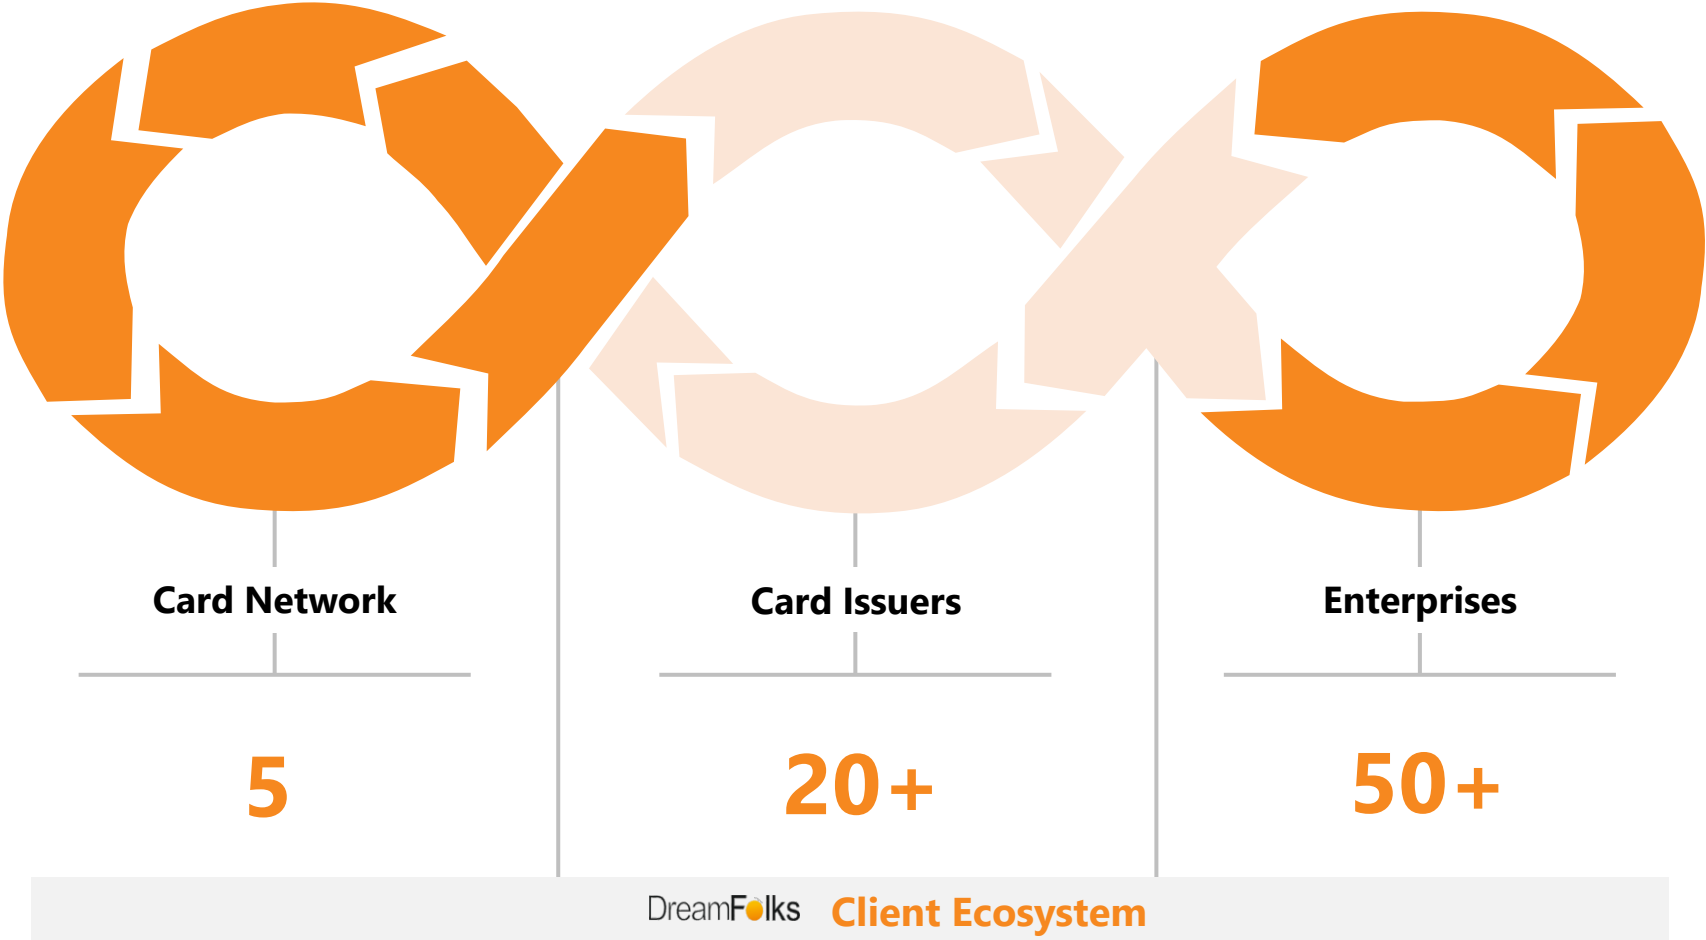 Card Network
Card Issuers
Enterprises
5
20+
50+
DreamFolks Client Ecosystem